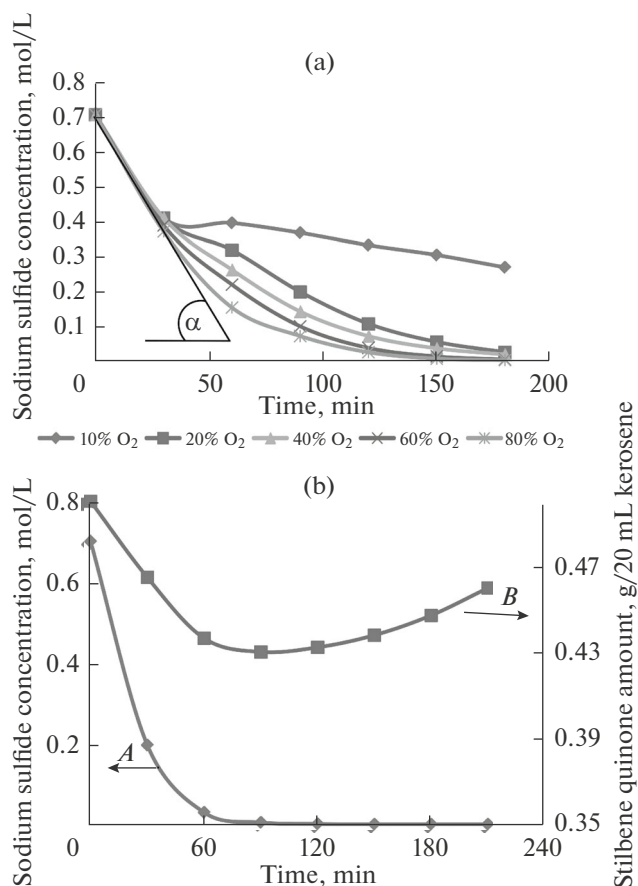 (a)
Sodium sulfide concentration, mol/L
0.8
0.7
0.6
0.5
0.4
0.3
0.2
0.1
α
0 50 100 150 200
Time, min
10% O₂ 20% O₂ 40% O₂ 60% O₂ 80% O₂
(b)
Sodium sulfide concentration, mol/L
0.8
0.6
0.4
0.2
A
B
0 60 120 180 240
Time, min
0.47
0.43
0.39
0.35
Stilbene quinone amount, g/20 mL kerosene